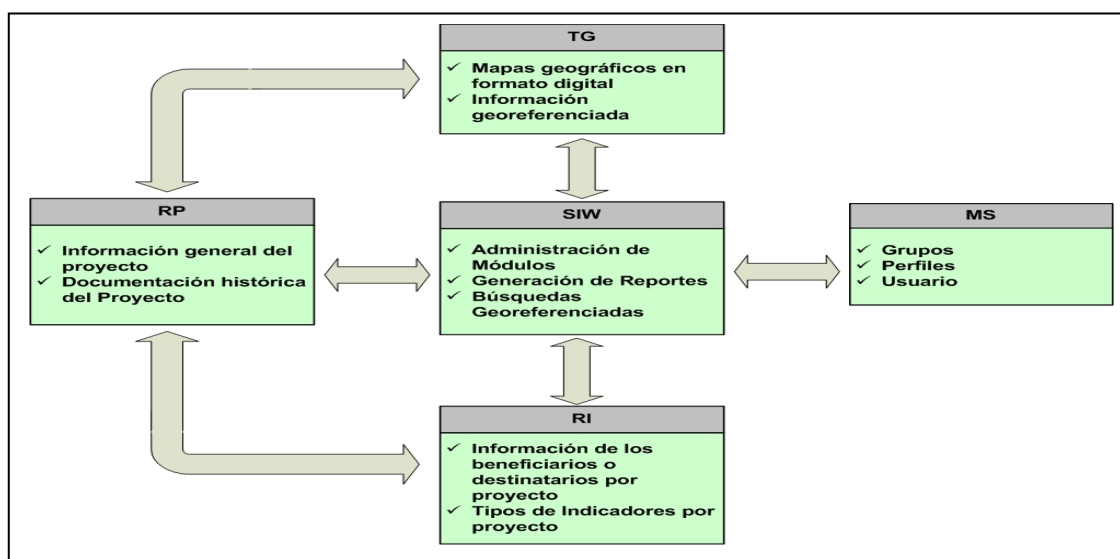 TG
✓ Mapas geográficos en
formato digital
✓ Información
georeferenciada
RP
✓ Información general del
proyecto
✓ Documentación histórica
del Proyecto
SIW
✓ Administración de
Módulos
✓ Generación de Reportes
✓ Búsquedas
Georeferenciadas
MS
✓ Grupos
✓ Perfiles
✓ Usuario
RI
✓ Información de los
beneficiarios o
destinatarios por
proyecto
✓ Tipos de Indicadores por
proyecto